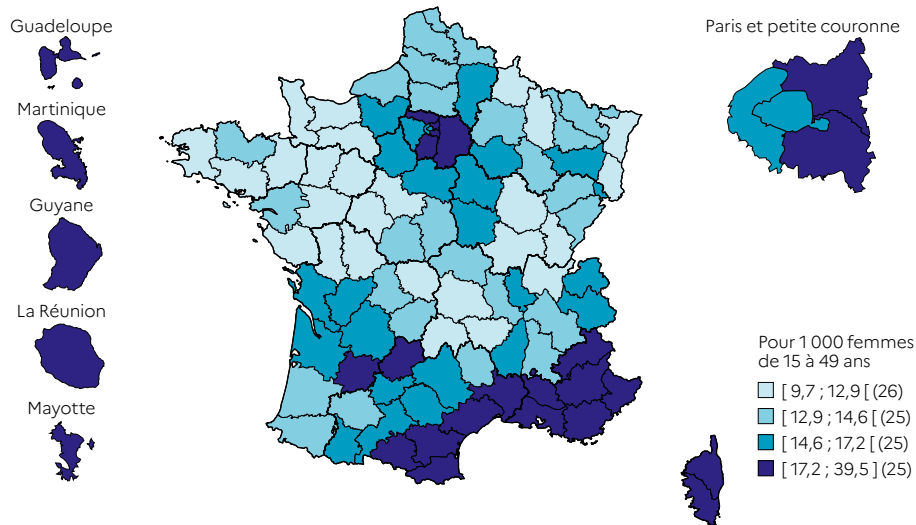 Guadeloupe
Martinique
Guyane
La Réunion
Mayotte
Paris et petite couronne
Pour 1 000 femmes
de 15 à 49 ans
[ 9,7 ; 12,9 [ (26)
[ 12,9 ; 14,6 [ (25)
[ 14,6 ; 17,2 [ (25)
[ 17,2 ; 39,5 ] (25)